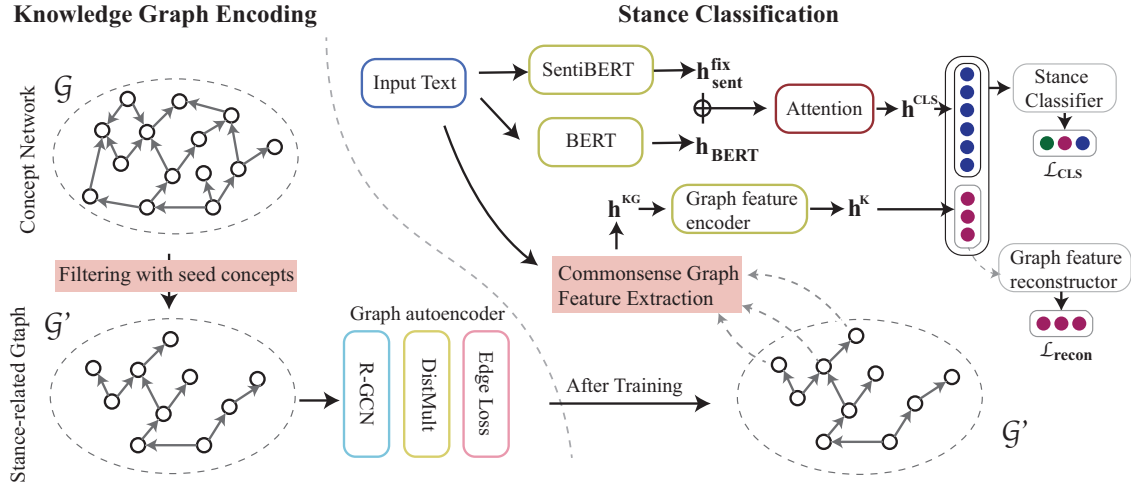 Knowledge Graph Encoding
Stance Classification
𝒢
Concept Network
Filtering with seed concepts
Stance-related Gtaph
𝒢'
Graph autoencoder
R-GCN
DistMult
Edge Loss
After Training
Input Text
SentiBERT
h^fix_sent
BERT
h_BERT
Attention
h^CLS
Stance
Classifier
ℒ_CLS
h^KG
Graph feature
encoder
h^K
Commonsense Graph
Feature Extraction
Graph feature
reconstructor
ℒ_recon
𝒢'